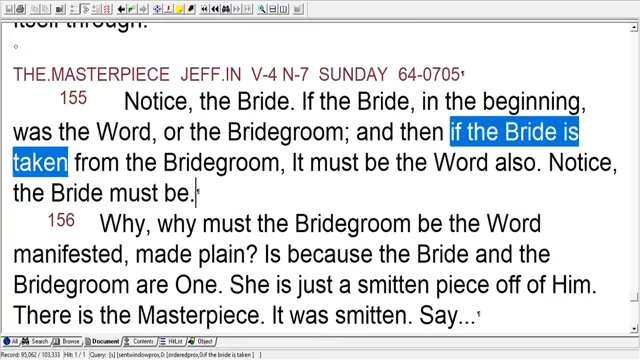 itself through.
THE.MASTERPIECE JEFF.IN V-4 N-7 SUNDAY 64-0705
155 Notice, the Bride. If the Bride, in the beginning,
was the Word, or the Bridegroom; and then if the Bride is
taken from the Bridegroom, It must be the Word also. Notice,
the Bride must be.
156 Why, why must the Bridegroom be the Word
manifested, made plain? Is because the Bride and the
Bridegroom are One. She is just a smitten piece off of Him.
There is the Masterpiece. It was smitten. Say...
All Search Browse Document Contents HitList Object
Record: 95,062 / 103,333 Hit: 1 / 1 Query: [s] [sentwindowprox,0: [orderedprox,0:if the bride is taken ] ]